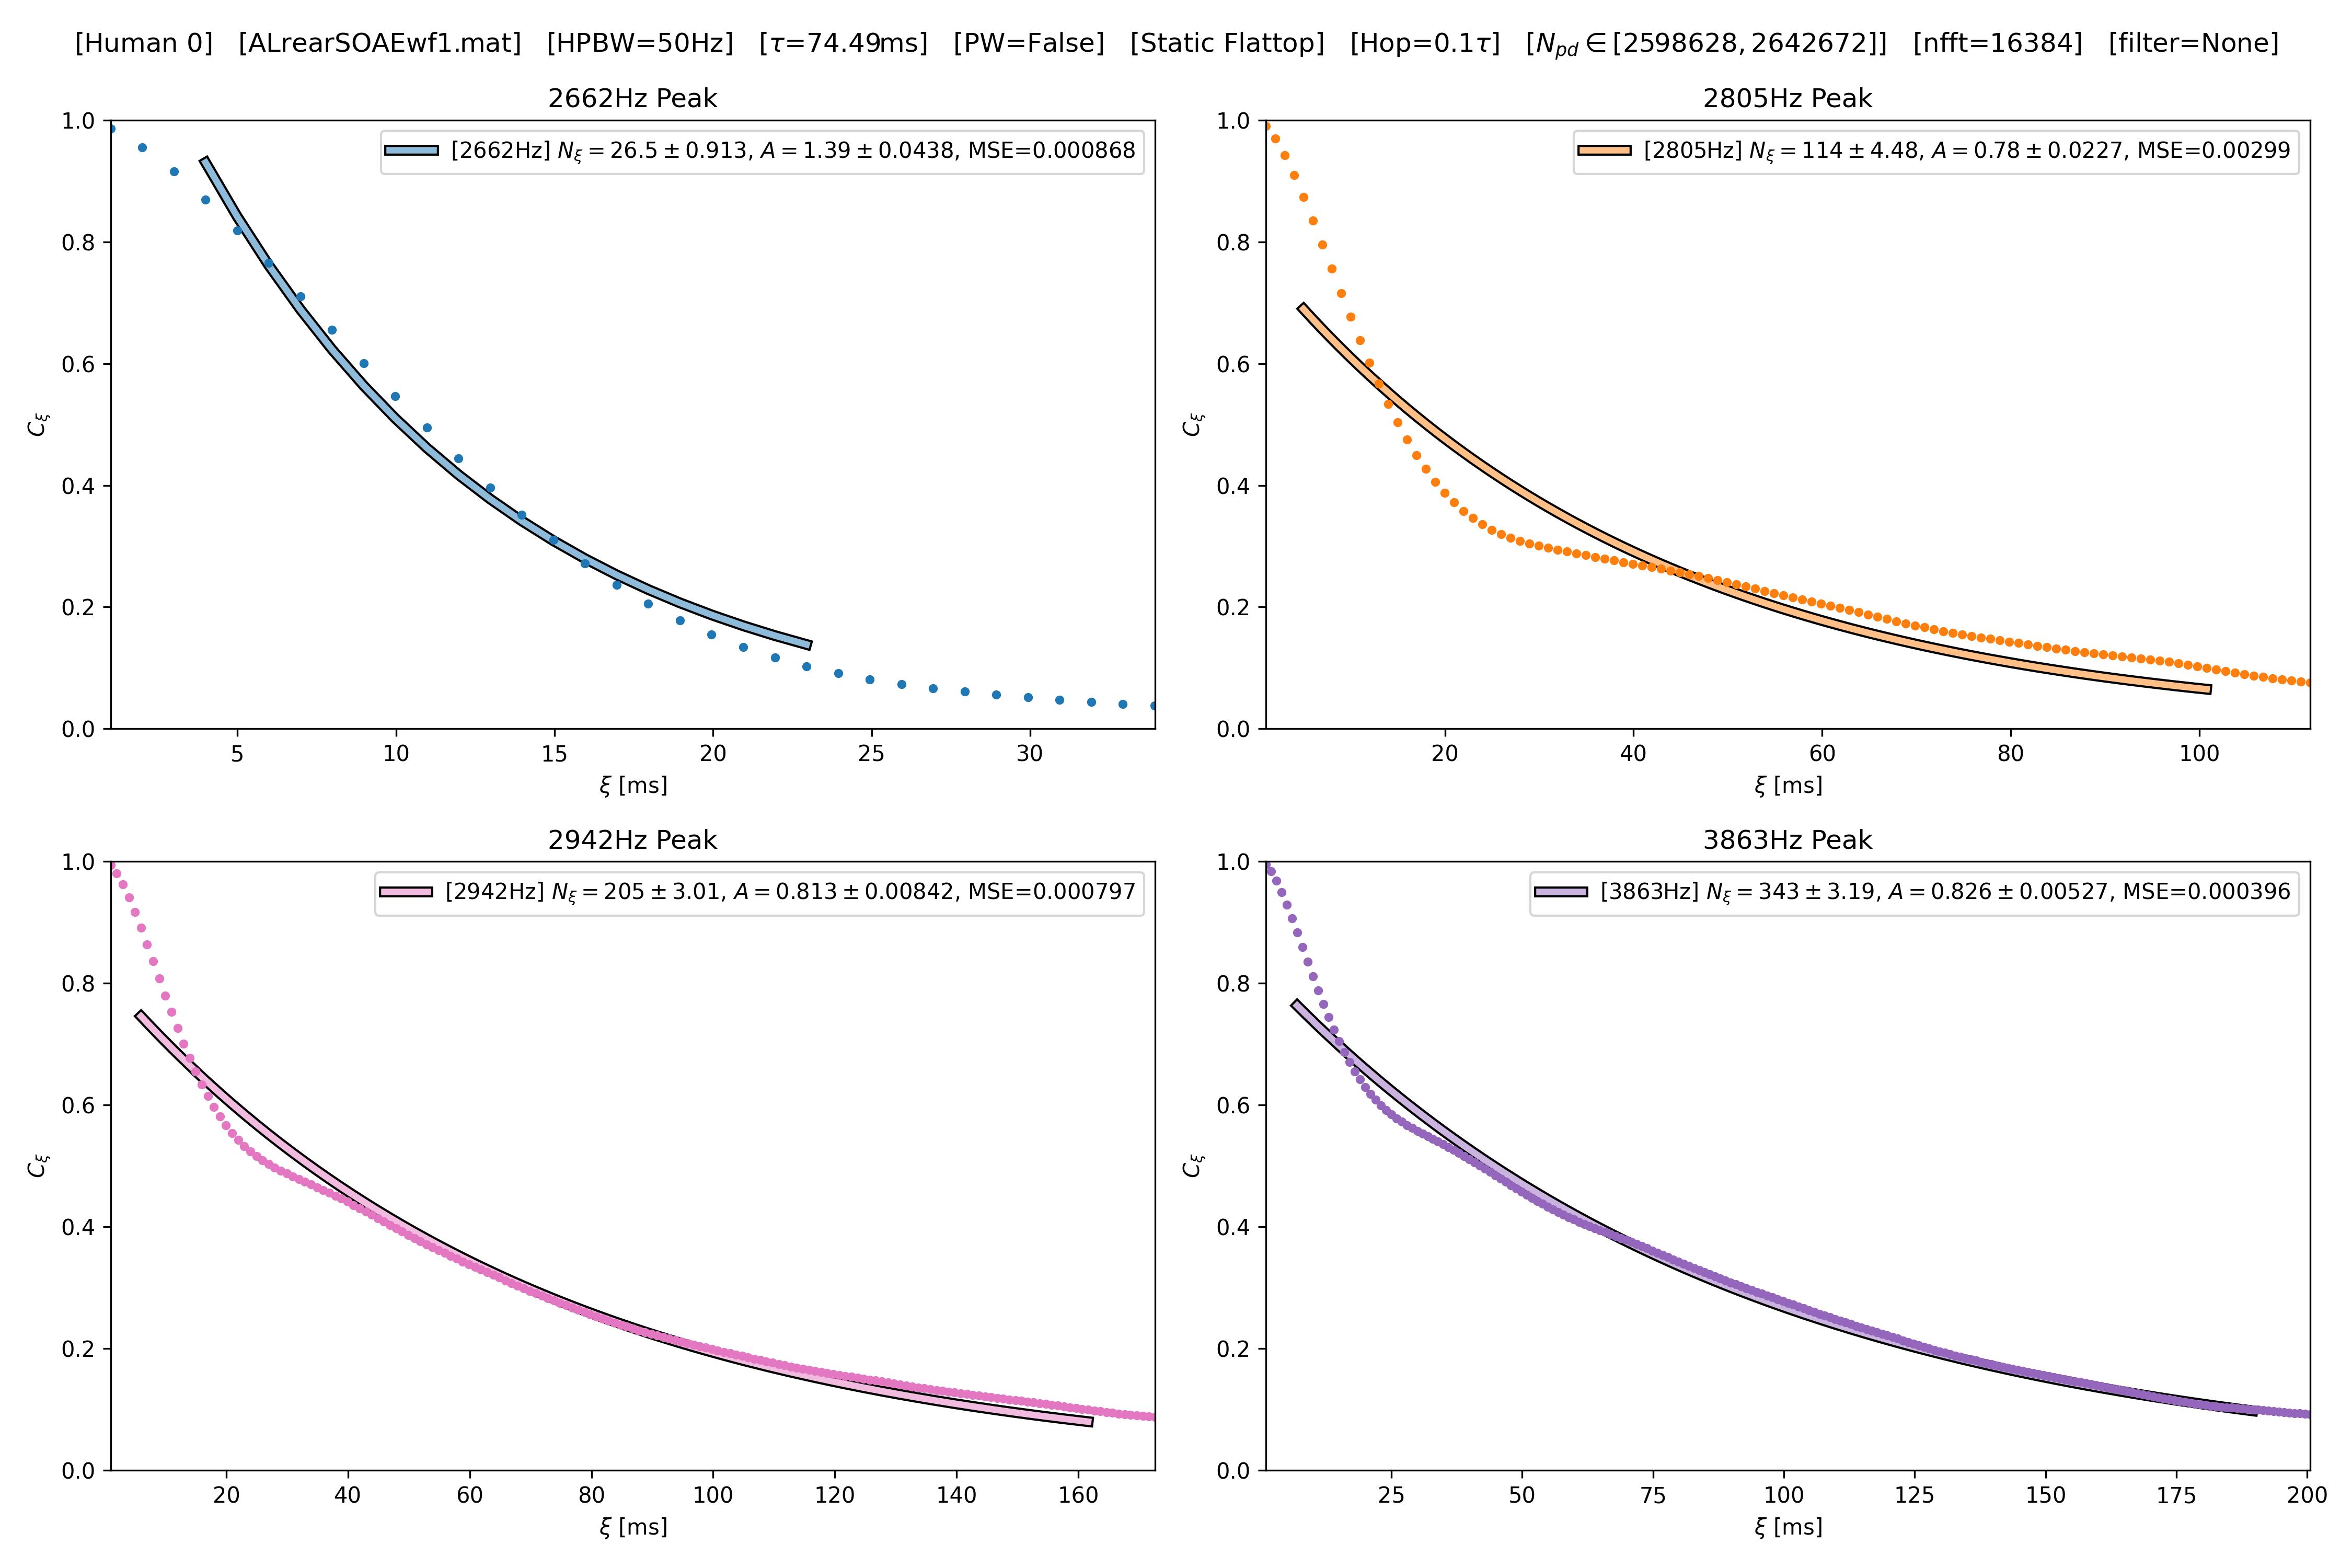 [Human 0] [ALrearSOAEwf1.mat] [HPBW=50Hz] [τ=74.49ms] [PW=False] [Static Flattop] [Hop=0.1τ] [N_pd ∈ [2598628, 2642672]] [nfft=16384] [filter=None]
2662Hz Peak
[2662Hz] N_ξ = 26.5 ± 0.913, A = 1.39 ± 0.0438, MSE=0.000868
1.0
0.8
0.6
0.4
0.2
0.0
C_ξ
5 10 15 20 25 30
ξ [ms]
2805Hz Peak
[2805Hz] N_ξ = 114 ± 4.48, A = 0.78 ± 0.0227, MSE=0.00299
1.0
0.8
0.6
0.4
0.2
0.0
C_ξ
20 40 60 80 100
ξ [ms]
2942Hz Peak
[2942Hz] N_ξ = 205 ± 3.01, A = 0.813 ± 0.00842, MSE=0.000797
1.0
0.8
0.6
0.4
0.2
0.0
C_ξ
20 40 60 80 100 120 140 160
ξ [ms]
3863Hz Peak
[3863Hz] N_ξ = 343 ± 3.19, A = 0.826 ± 0.00527, MSE=0.000396
1.0
0.8
0.6
0.4
0.2
0.0
C_ξ
25 50 75 100 125 150 175 200
ξ [ms]